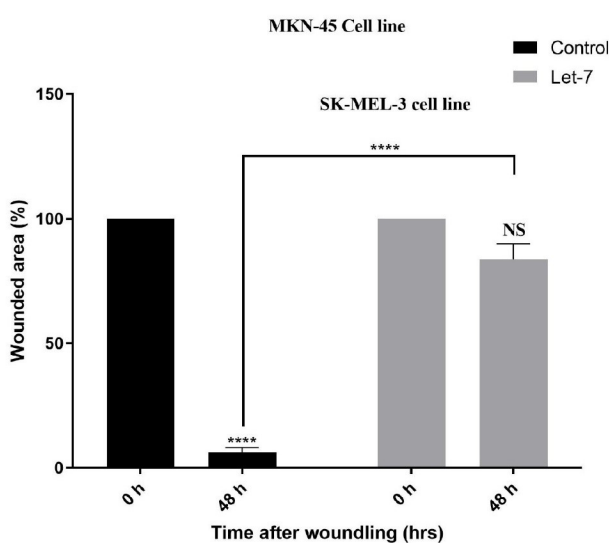 MKN-45 Cell line
Control
Let-7
SK-MEL-3 cell line
150
100
50
0
Wounded area (%)
****
****
NS
0 h
48 h
0 h
48 h
Time after woundling (hrs)